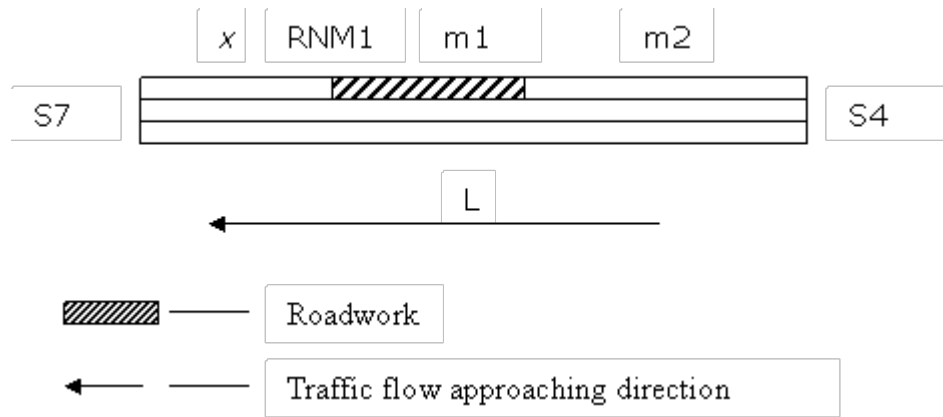 x RNM1 m1 m2
S7 S4
L
Roadwork
Traffic flow approaching direction